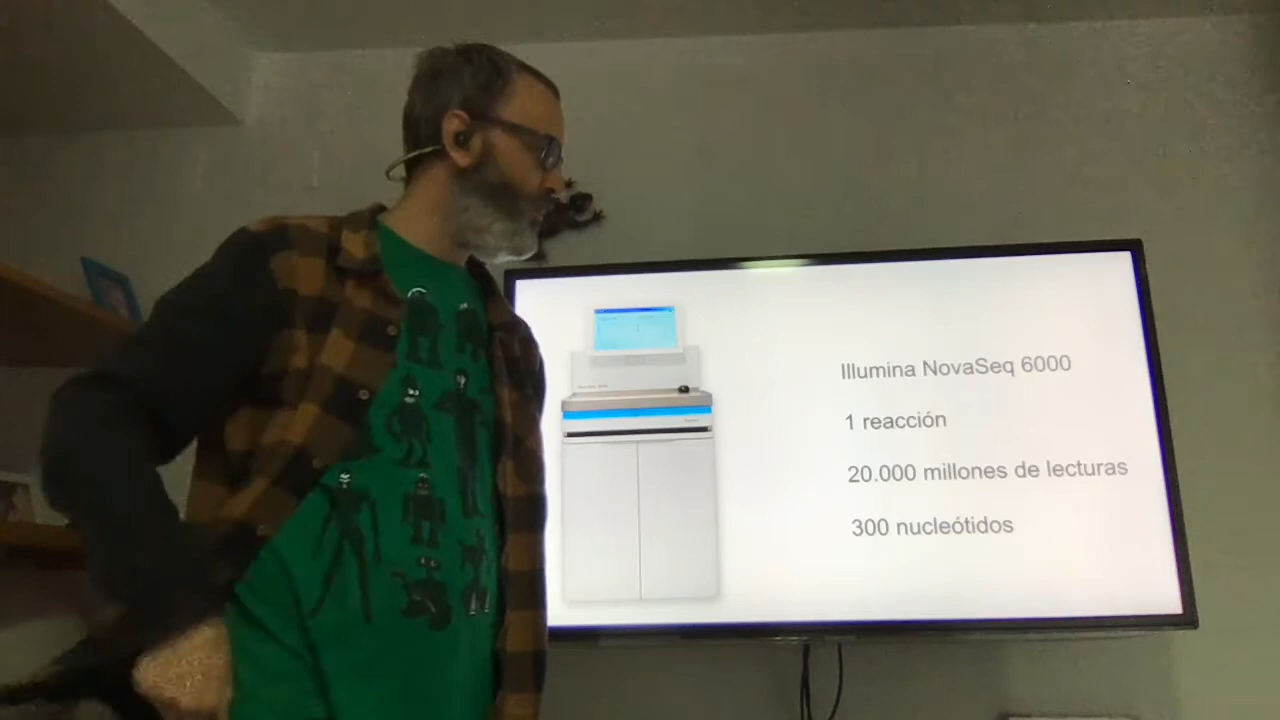 Illumina NovaSeq 6000
1 reacción
20.000 millones de lecturas
300 nucleótidos